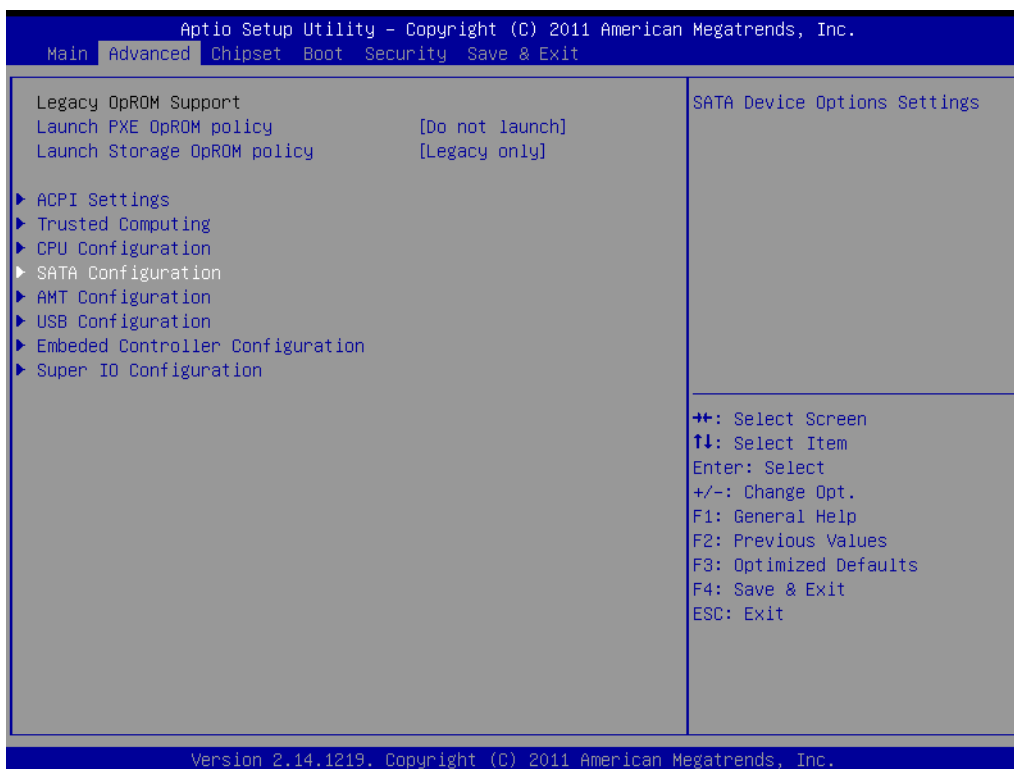 Aptio Setup Utility – Copyright (C) 2011 American Megatrends, Inc.
Main Advanced Chipset Boot Security Save & Exit
Legacy OpROM Support
Launch PXE OpROM policy [Do not launch]
Launch Storage OpROM policy [Legacy only]
ACPI Settings
Trusted Computing
CPU Configuration
SATA Configuration
AMT Configuration
USB Configuration
Embeded Controller Configuration
Super IO Configuration
SATA Device Options Settings
→←: Select Screen
↑↓: Select Item
Enter: Select
+/-: Change Opt.
F1: General Help
F2: Previous Values
F3: Optimized Defaults
F4: Save & Exit
ESC: Exit
Version 2.14.1219. Copyright (C) 2011 American Megatrends, Inc.